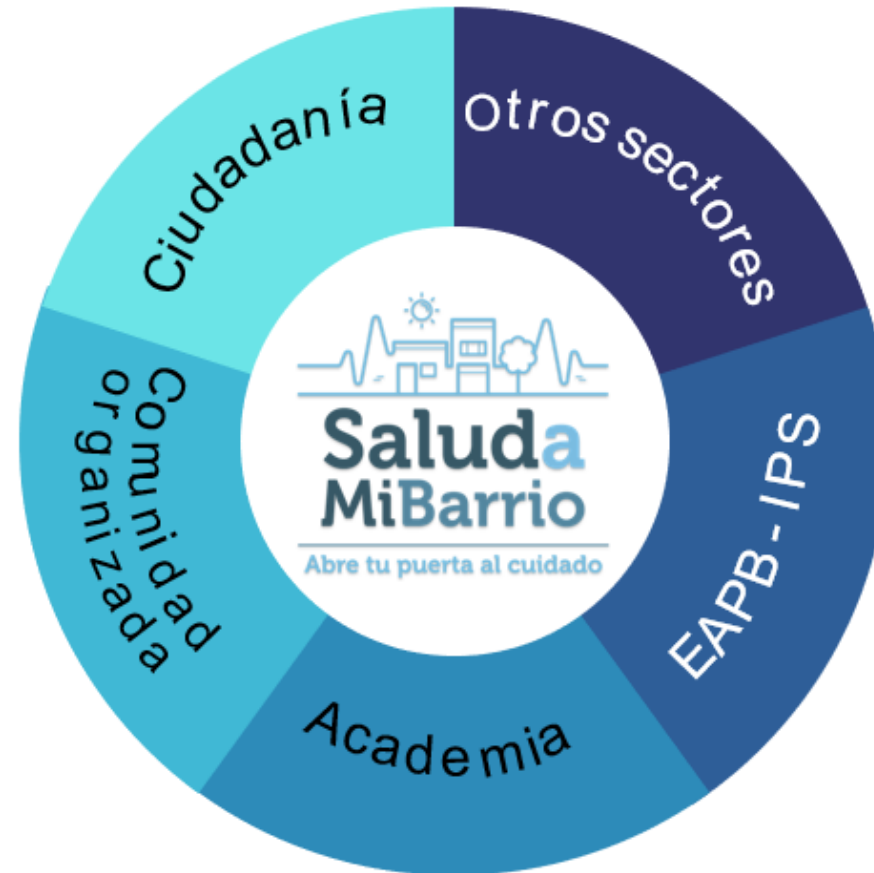 Ciudadanía
Otros sectores
EAPB - IPS
Academia
Comunidad
organizada
Saluda
MiBarrio
Abre tu puerta al cuidado